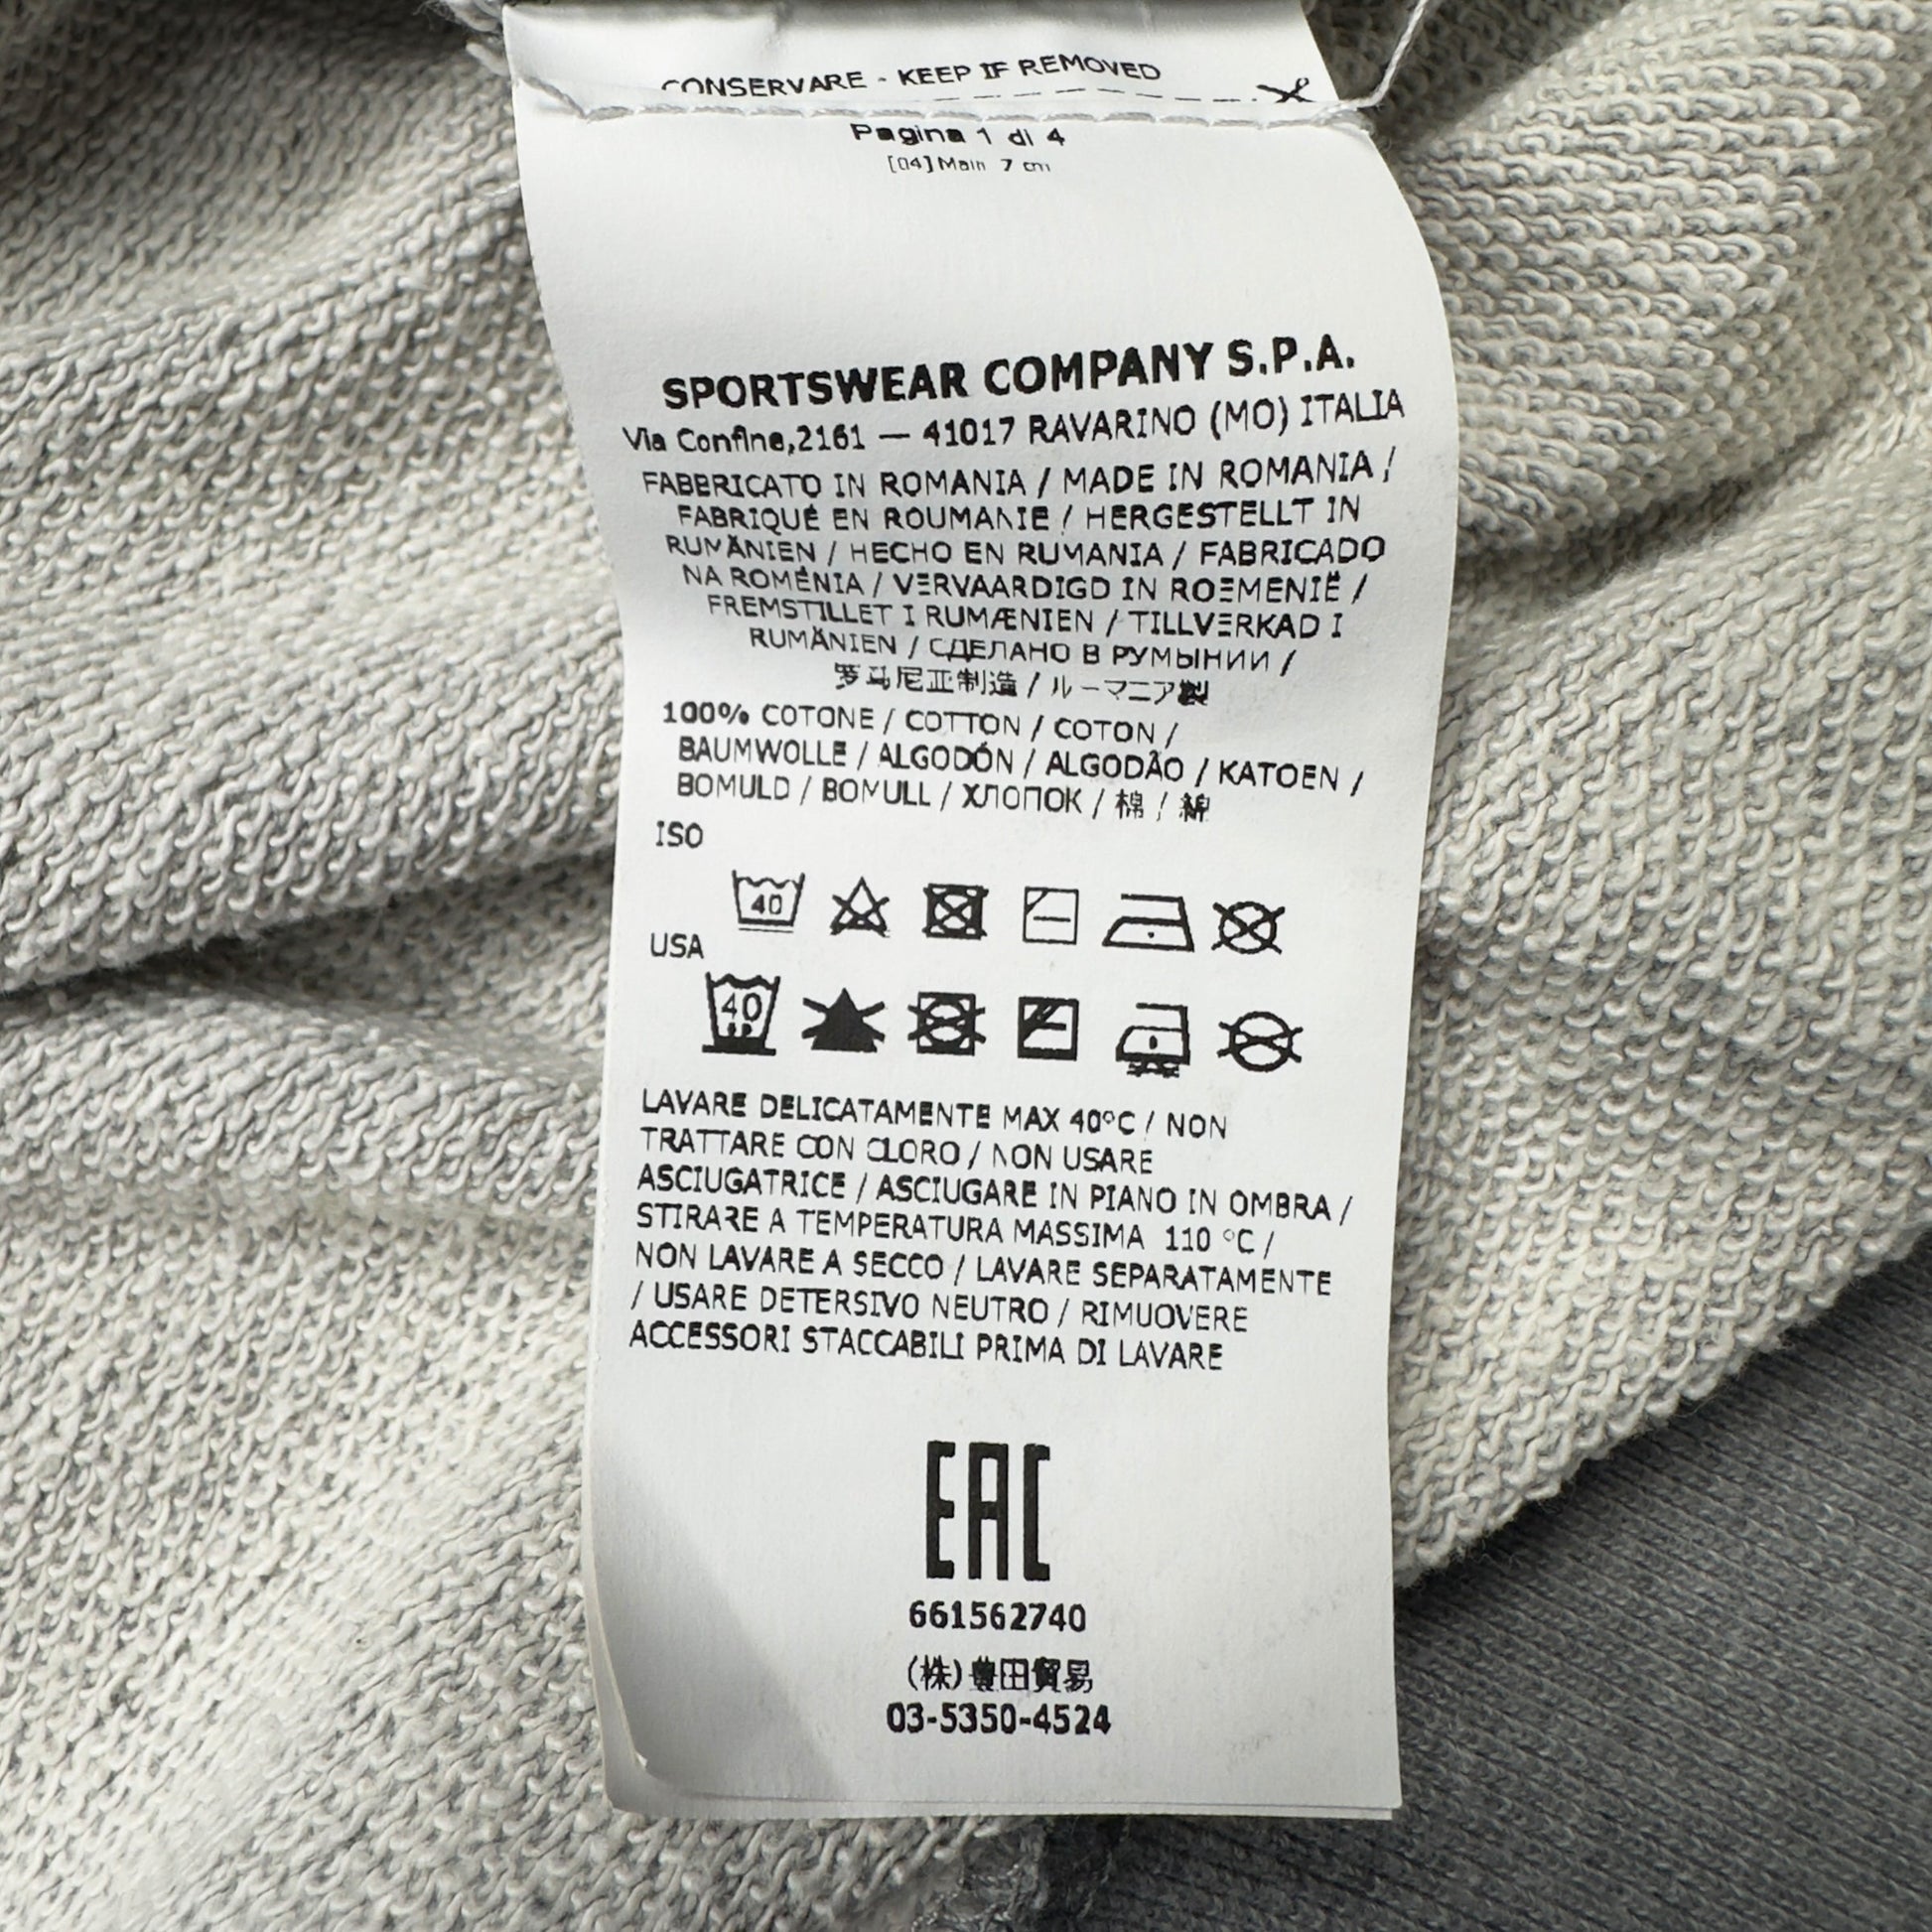 CONSERVARE - KEEP IF REMOVED
Pagina 1 di 4
[04] Main 7 cm
SPORTSWEAR COMPANY S.P.A.
Via Confine,2161 — 41017 RAVARINO (MO) ITALIA
FABBRICATO IN ROMANIA / MADE IN ROMANIA /
FABRIQUÉ EN ROUMANIE / HERGESTELLT IN
RUMÄNIEN / HECHO EN RUMANIA / FABRICADO
NA ROMÉNIA / VERVAARDIGD IN ROEMENIË /
FREMSTILLET I RUMÆNIEN / TILLVERKAD I
RUMÄNIEN / СДЕЛАНО В РУМЫНИИ /
罗马尼亚制造 / ルーマニア製
100% COTONE / COTTON / COTON /
BAUMWOLLE / ALGODÓN / ALGODÃO / KATOEN /
BOMULD / BOMULL / ХЛОПОК / 棉 / 綿
ISO
40
USA
40
LAVARE DELICATAMENTE MAX 40°C / NON
TRATTARE CON CLORO / NON USARE
ASCIUGATRICE / ASCIUGARE IN PIANO IN OMBRA /
STIRARE A TEMPERATURA MASSIMA 110 °C /
NON LAVARE A SECCO / LAVARE SEPARATAMENTE
/ USARE DETERSIVO NEUTRO / RIMUOVERE
ACCESSORI STACCABILI PRIMA DI LAVARE
EAC
661562740
(株)豊田貿易
03-5350-4524